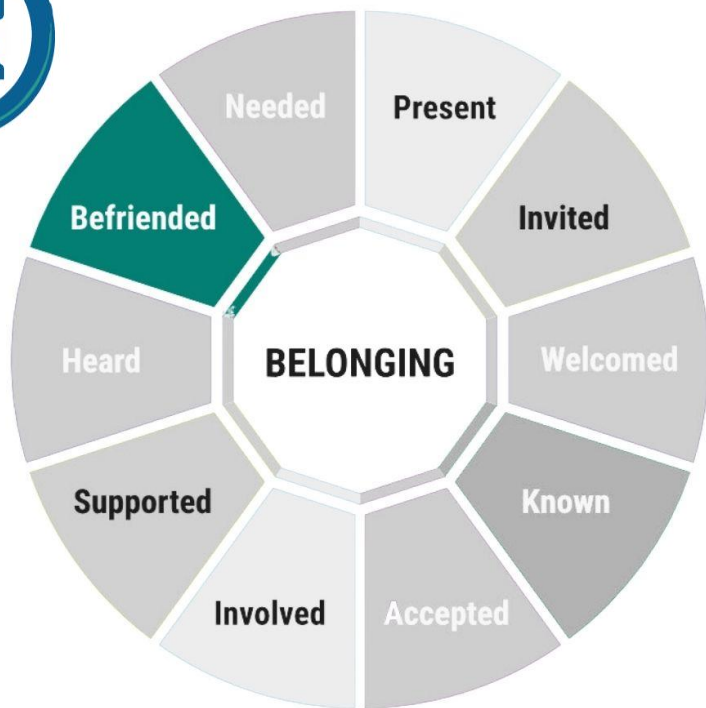 Needed
Present
Befriended
Invited
Heard
BELONGING
Welcomed
Supported
Known
Involved
Accepted